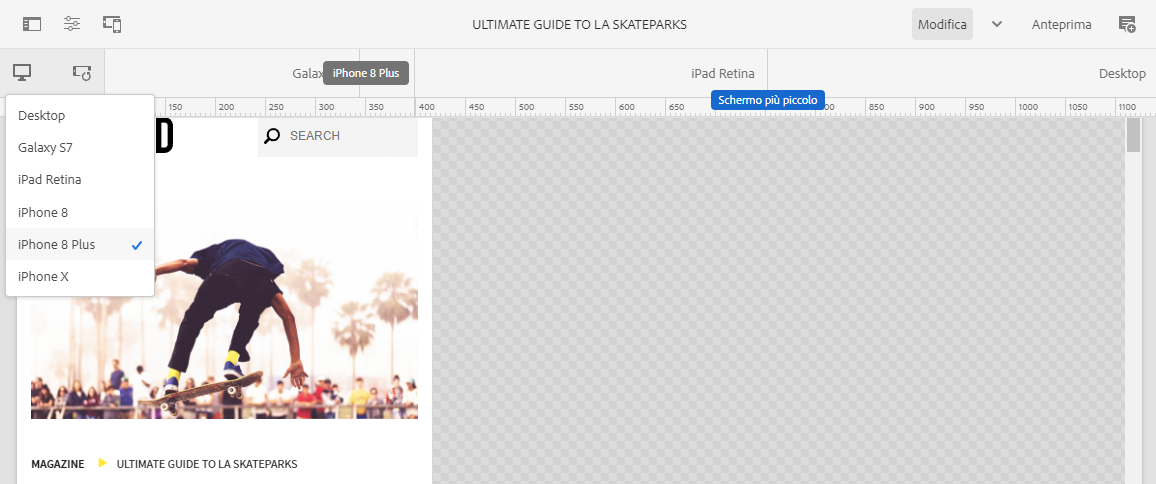 ULTIMATE GUIDE TO LA SKATEPARKS
Modifica
Anteprima
iPhone 8 Plus
iPad Retina
Desktop
Schermo più piccolo
150 200 250 300 350 400 450 500 550 600 650 850 900 950 1000 1050 1100
Desktop
Galaxy S7
iPad Retina
iPhone 8
iPhone 8 Plus
iPhone X
SEARCH
MAGAZINE ULTIMATE GUIDE TO LA SKATEPARKS